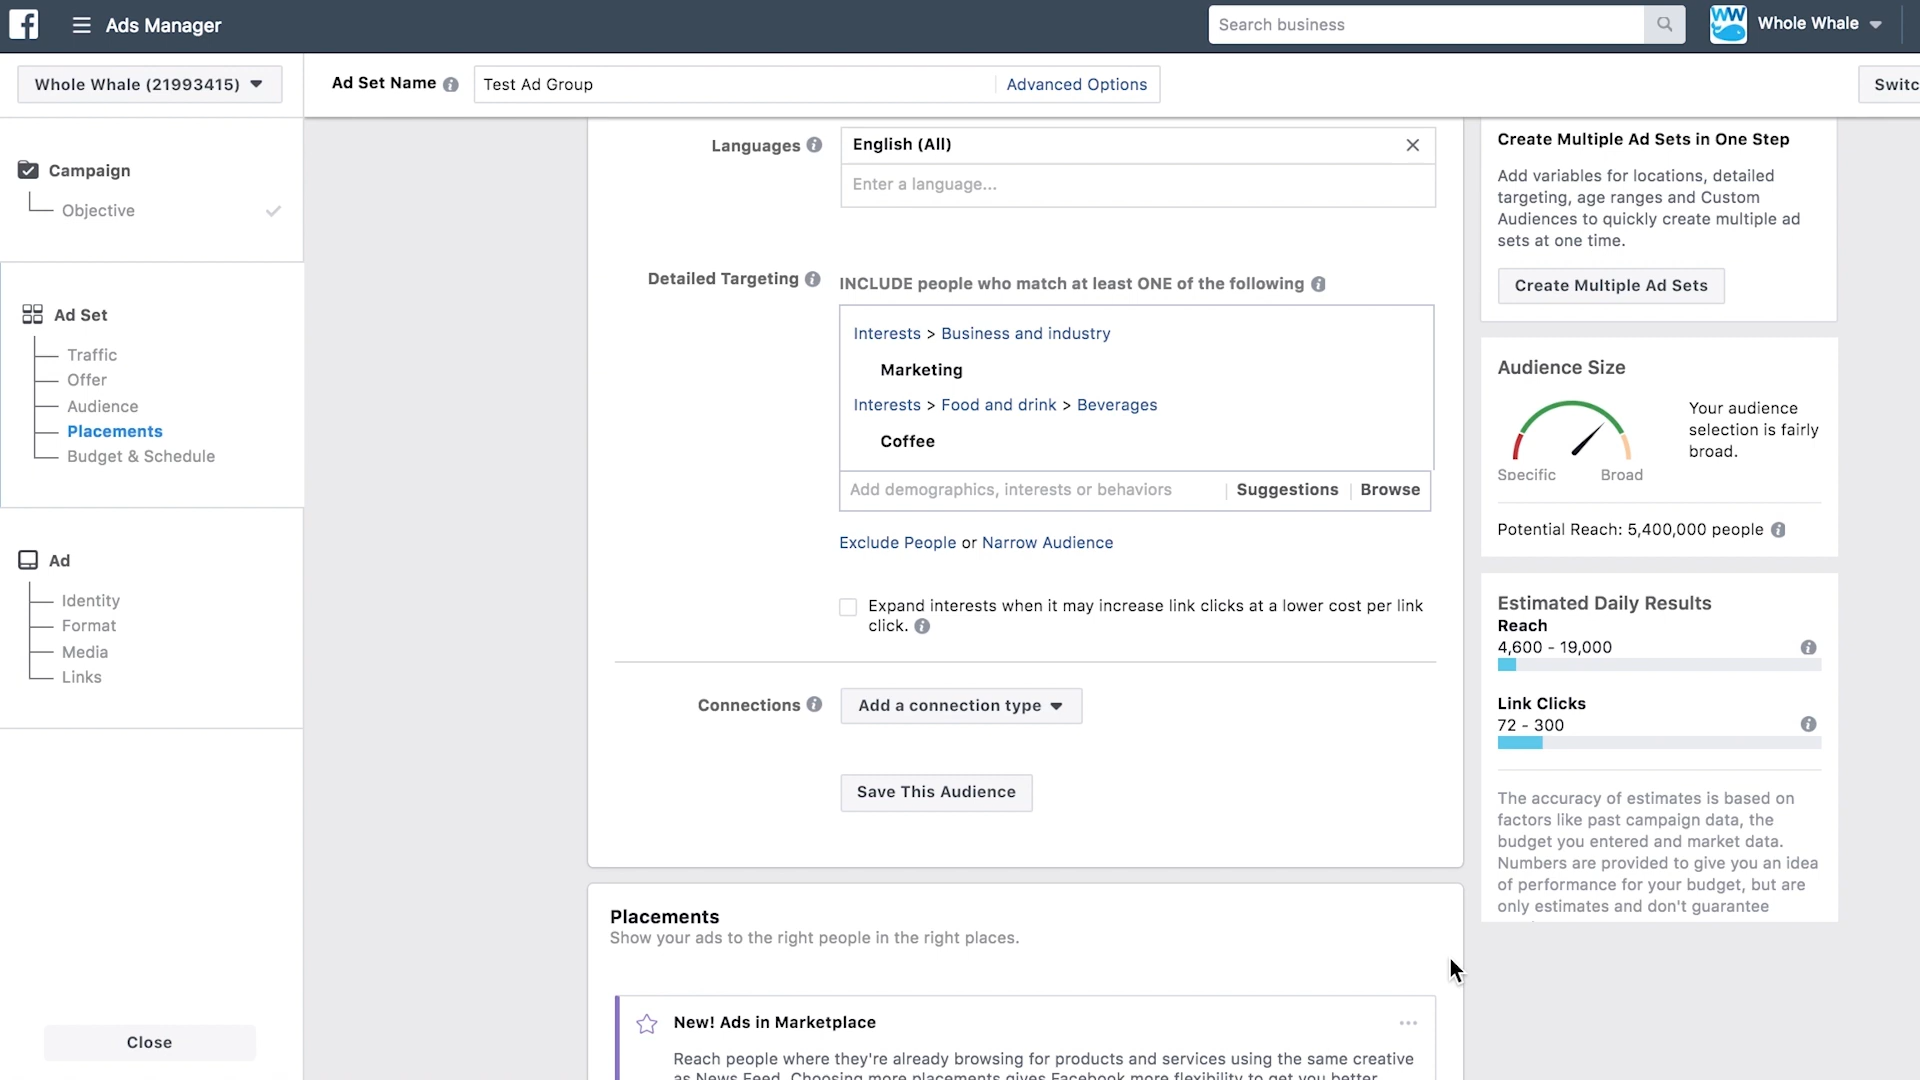 Ads Manager
Search business
Whole Whale
Whole Whale (21993415)
Ad Set Name
Test Ad Group
Advanced Options
Switc
Campaign
Objective
Ad Set
Traffic
Offer
Audience
Placements
Budget & Schedule
Ad
Identity
Format
Media
Links
Close
Languages
English (All)
Enter a language...
Detailed Targeting
INCLUDE people who match at least ONE of the following
Interests > Business and industry
Marketing
Interests > Food and drink > Beverages
Coffee
Add demographics, interests or behaviors
Suggestions
Browse
Exclude People or Narrow Audience
Expand interests when it may increase link clicks at a lower cost per link
click.
Connections
Add a connection type
Save This Audience
Placements
Show your ads to the right people in the right places.
New! Ads in Marketplace
Reach people where they're already browsing for products and services using the same creative
as News Feed. Choosing more placements gives Facebook more flexibility to get you better
Create Multiple Ad Sets in One Step
Add variables for locations, detailed
targeting, age ranges and Custom
Audiences to quickly create multiple ad
sets at one time.
Create Multiple Ad Sets
Audience Size
Your audience
selection is fairly
broad.
Specific
Broad
Potential Reach: 5,400,000 people
Estimated Daily Results
Reach
4,600 - 19,000
Link Clicks
72 - 300
The accuracy of estimates is based on
factors like past campaign data, the
budget you entered and market data.
Numbers are provided to give you an idea
of performance for your budget, but are
only estimates and don't guarantee